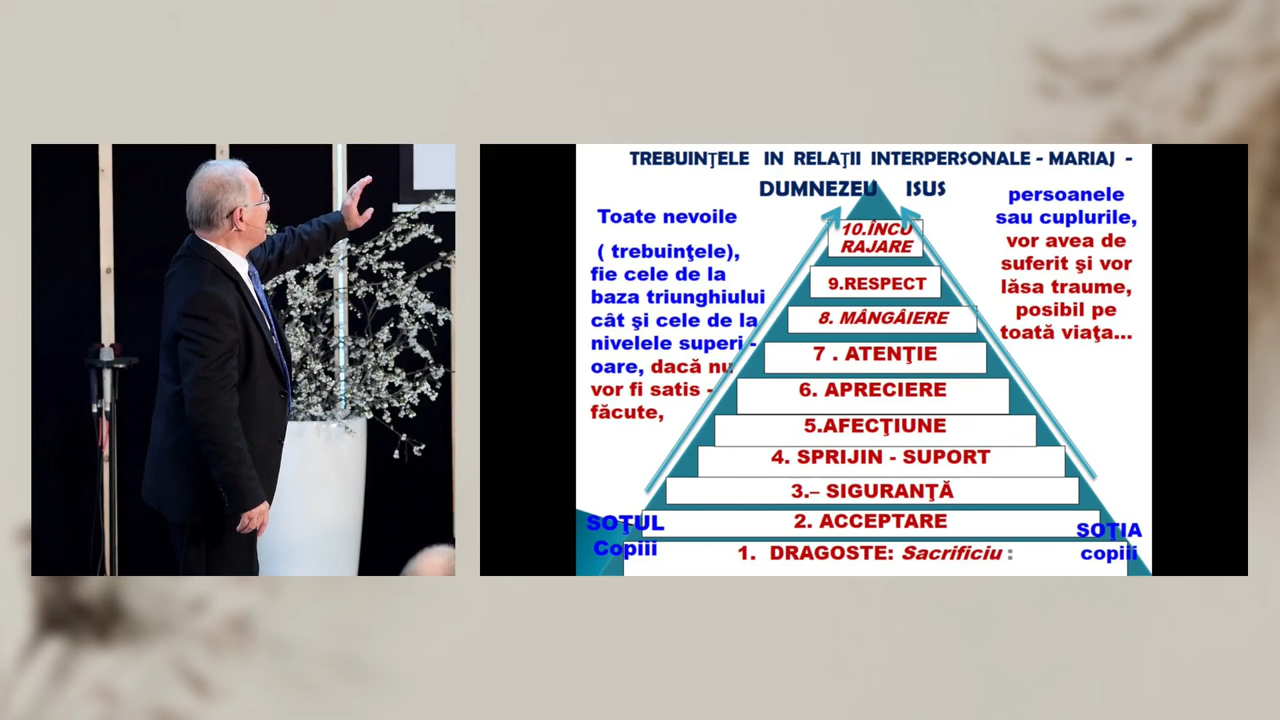 TREBUINŢELE IN RELAŢII INTERPERSONALE - MARIAJ -
DUMNEZEU ISUS
Toate nevoile
( trebuinţele),
fie cele de la
baza triunghiului
cât şi cele de la
nivelele superi -
oare, dacă nu
vor fi satis -
făcute,
persoanele
sau cuplurile,
vor avea de
suferit şi vor
lăsa traume,
posibil pe
toată viaţa...
10.ÎNCU
RAJARE
9.RESPECT
8. MÂNGÂIERE
7 . ATENŢIE
6. APRECIERE
5.AFECŢIUNE
4. SPRIJIN - SUPORT
3.– SIGURANŢĂ
2. ACCEPTARE
1. DRAGOSTE: Sacrificiu :
SOŢUL
Copiii
SOŢIA
copiii